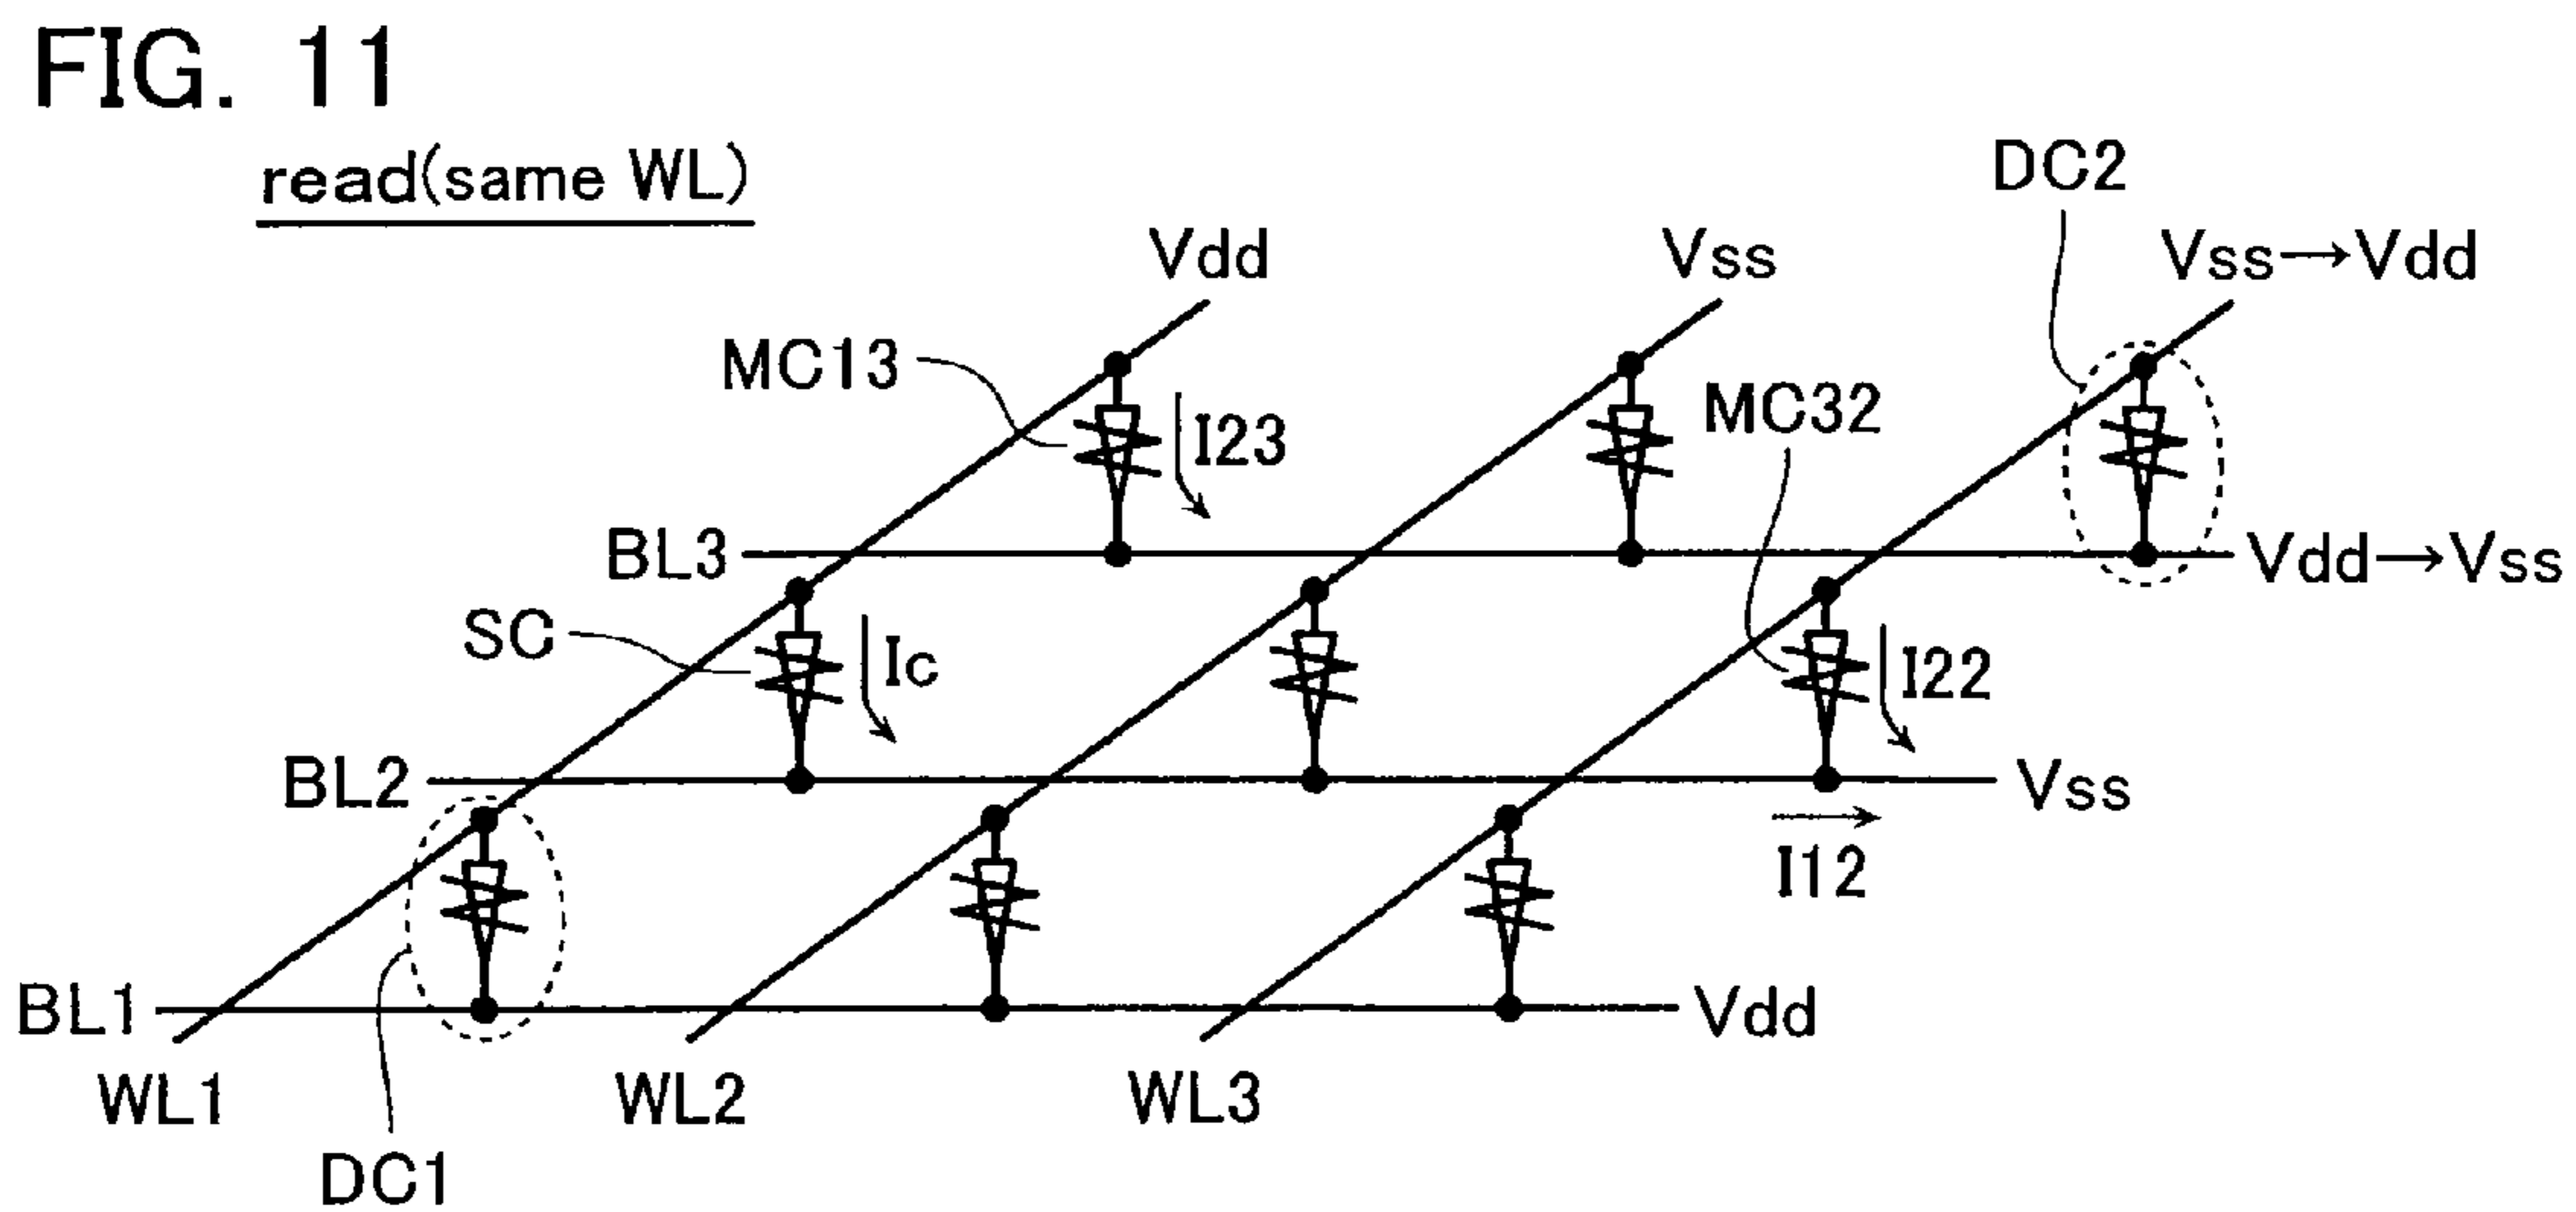 FIG. 11
read(same WL)
DC2
Vdd
Vss
Vss→Vdd
MC13
I23
MC32
BL3
Vdd→Vss
SC
Ic
I22
BL2
Vss
I12
BL1
Vdd
WL1
WL2
WL3
DC1